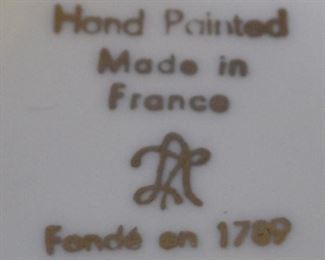 Hand Painted
Made in
France
Fondé en 1789